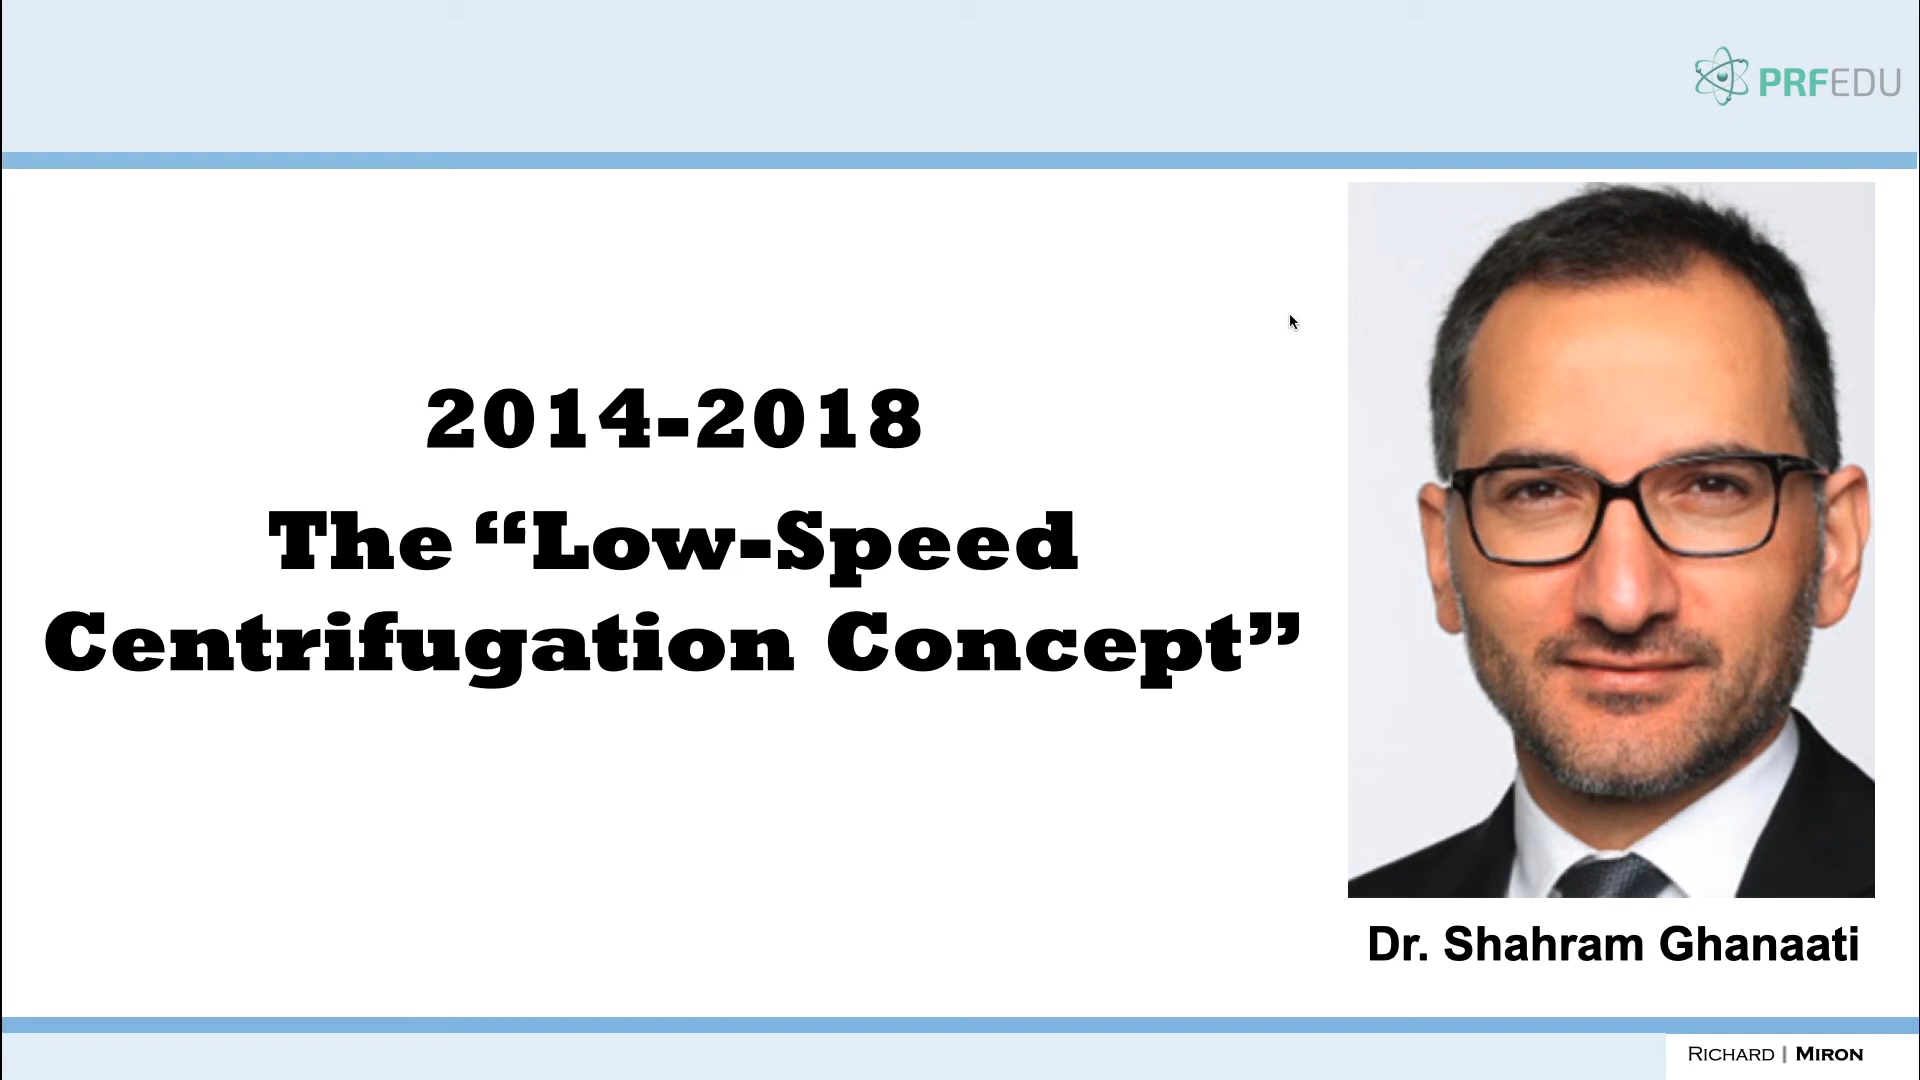 PRFEDU
2014-2018
The “Low-Speed
Centrifugation Concept”
Dr. Shahram Ghanaati
RICHARD | MIRON